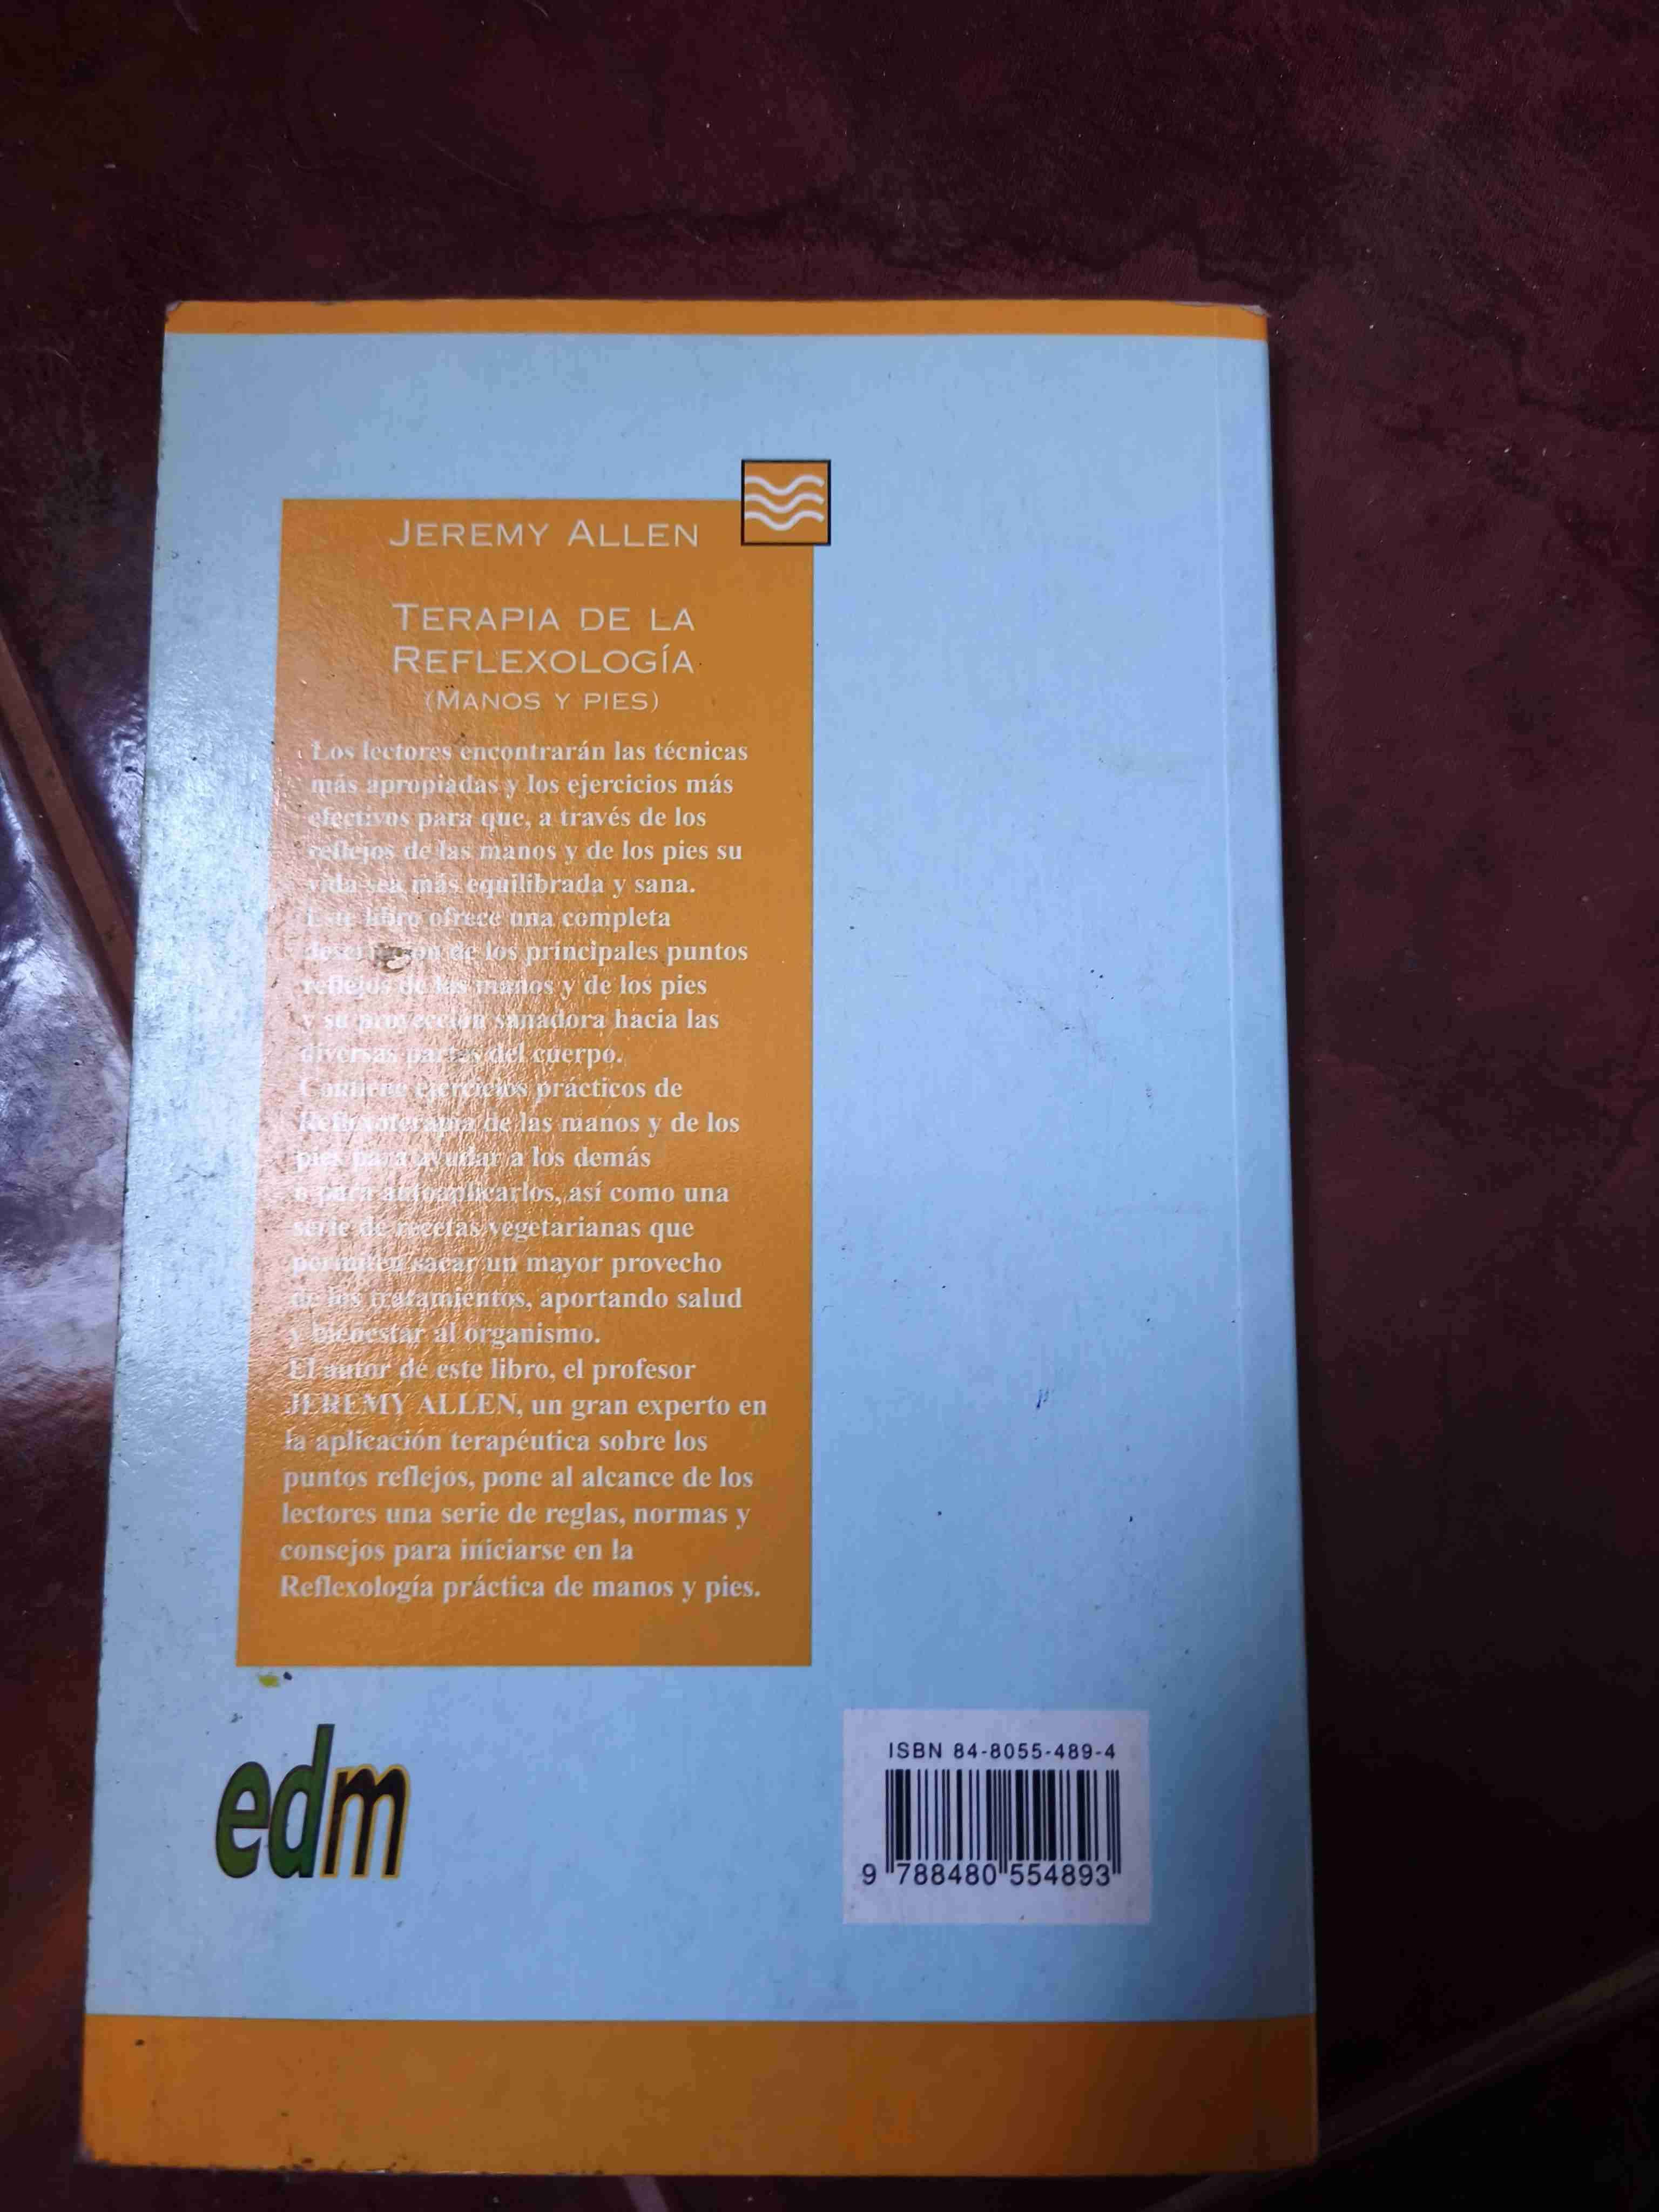 JEREMY ALLEN
TERAPIA DE LA
REFLEXOLOGÍA
(MANOS Y PIES)
Los lectores encontrarán las técnicas
más apropiadas y los ejercicios más
efectivos para que, a través de los
reflejos de las manos y de los pies su
vida sea más equilibrada y sana.
Este libro ofrece una completa
descripción de los principales puntos
reflejos de las manos y de los pies
y su proyección sanadora hacia las
diversas partes del cuerpo.
Contiene ejercicios prácticos de
Reflexoterapia de las manos y de los
pies para ayudar a los demás
o para autoaplicarlos, así como una
serie de recetas vegetarianas que
permiten sacar un mayor provecho
de los tratamientos, aportando salud
y bienestar al organismo.
El autor de este libro, el profesor
JEREMY ALLEN, un gran experto en
la aplicación terapéutica sobre los
puntos reflejos, pone al alcance de los
lectores una serie de reglas, normas y
consejos para iniciarse en la
Reflexología práctica de manos y pies.
edm
ISBN 84-8055-489-4
9 788480 554893